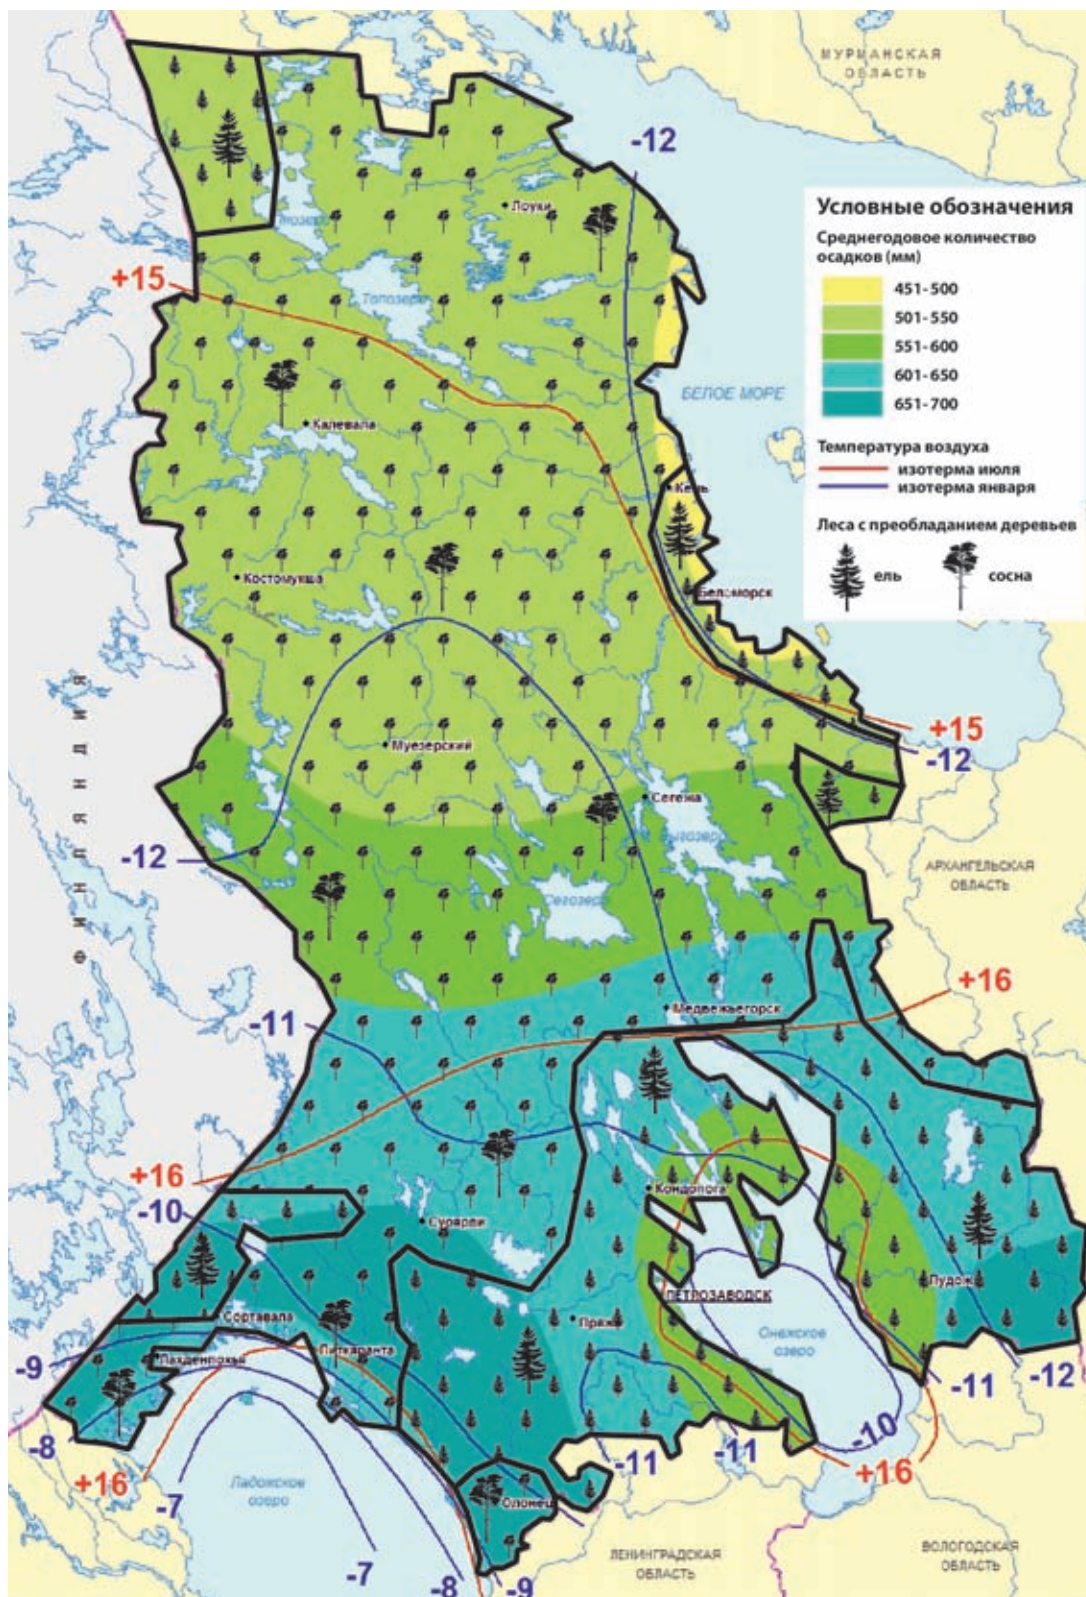 МУРМАНСКАЯ
ОБЛАСТЬ
-12
Условные обозначения
Среднегодовое количество
осадков (мм)
451-500
501-550
551-600
601-650
651-700
Температура воздуха
изотерма июля
изотерма января
Леса с преобладанием деревьев
ель
сосна
Лоухи
+15
Топозеро
БЕЛОЕ МОРЕ
Калевала
Кемь
Костомукша
Беломорск
ФИНЛЯНДИЯ
Муезерский
+15
-12
Сегежа
Выгозеро
-12
АРХАНГЕЛЬСКАЯ
ОБЛАСТЬ
Сегозеро
+16
Медвежьегорск
-11
+16
Кондопога
-10
Суоярви
Пудож
ПЕТРОЗАВОДСК
Сортавала
Пряжа
Онежское
озеро
Питкяранта
Лахденпохья
-9
-11
-12
-8
-10
-11
-11
+16
+16
Ладожское
озеро
-7
Олонец
ЛЕНИНГРАДСКАЯ
ОБЛАСТЬ
ВОЛОГОДСКАЯ
ОБЛАСТЬ
-7
-8
-9